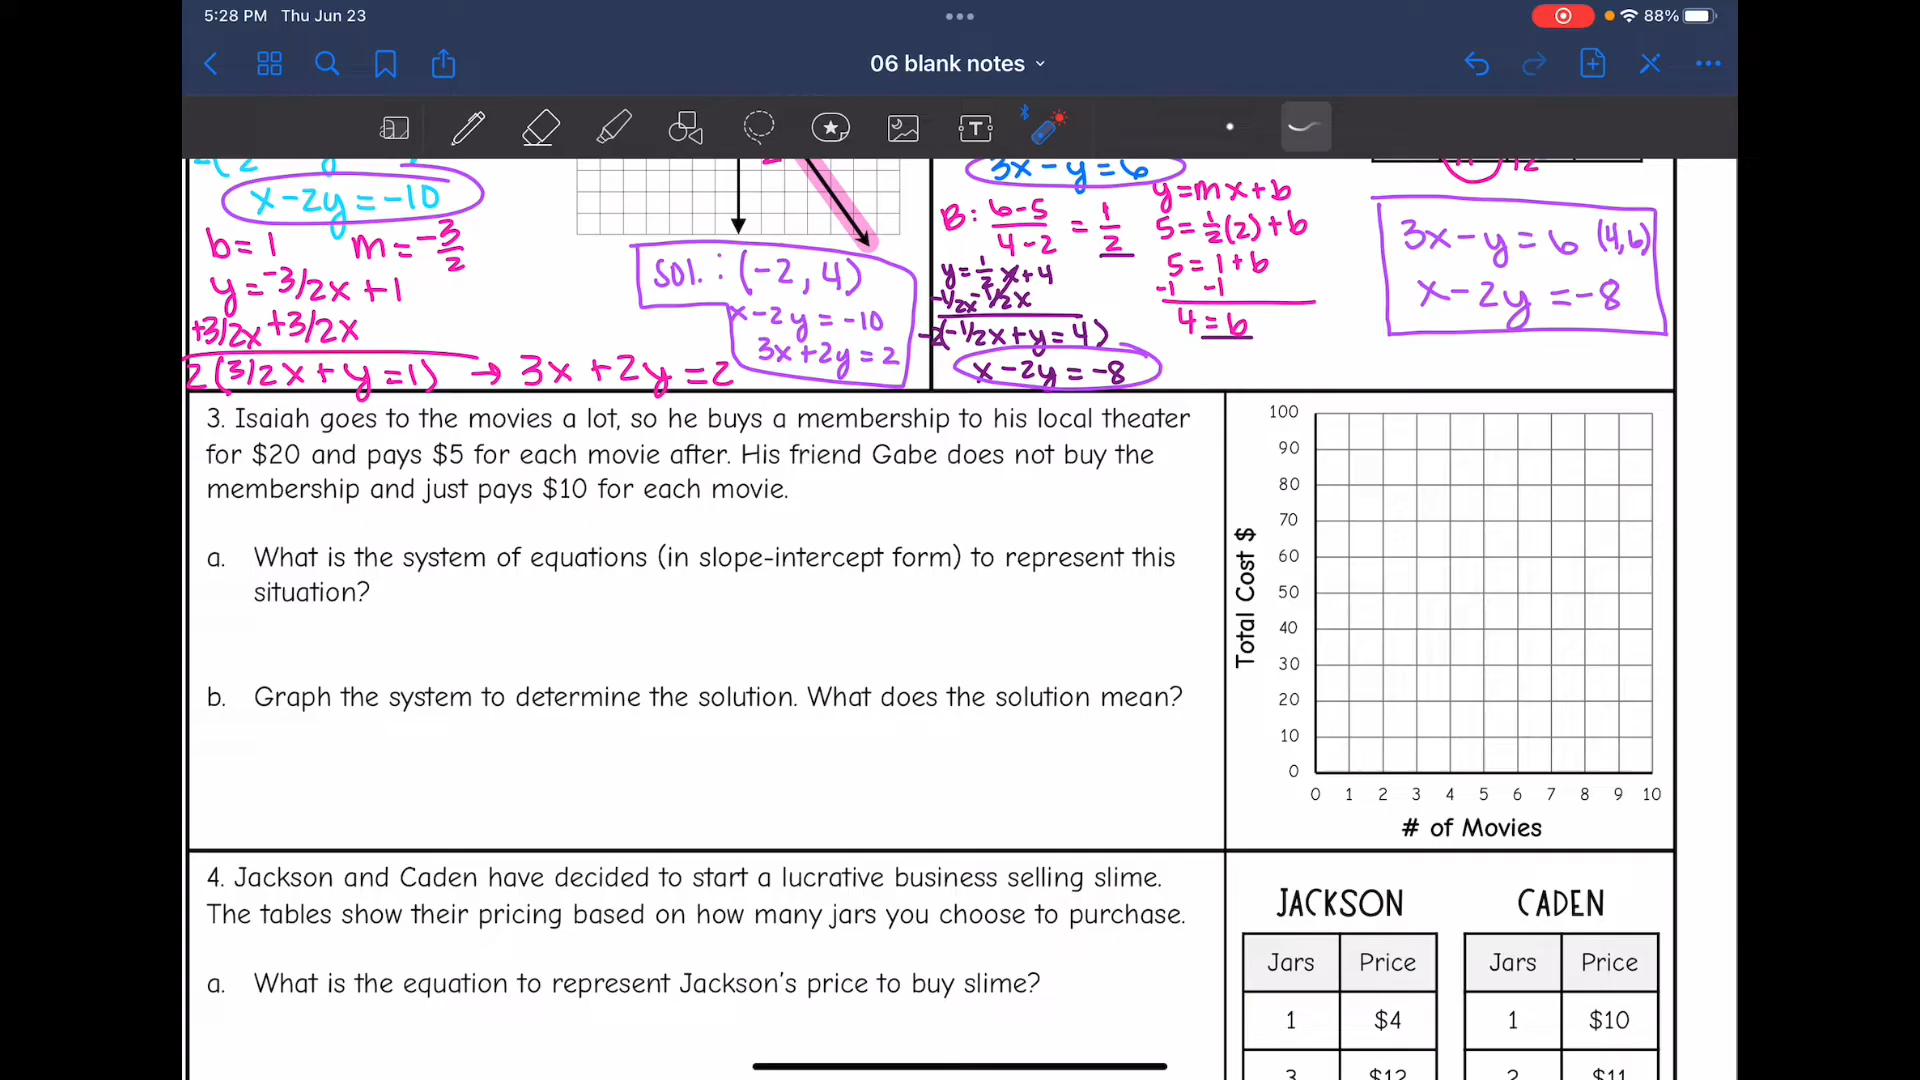 5:28 PM Thu Jun 23
88%
06 blank notes
x-2y=-10
b=1 m=-3/2
y=-3/2x+1
+3/2x +3/2x
2(3/2x+y=1) → 3x+2y=2
sol.: (-2, 4)
x-2y=-10
3x+2y=2
3x-y=6
B: 6-5/4-2 = 1/2
y=1/2x+4
-1/2x -1/2x
-2(-1/2x+y=4)
x-2y=-8
y=mx+b
5=1/2(2)+b
5=1+b
-1 -1
4=b
12
3x-y=6 (4,6)
x-2y=-8
3. Isaiah goes to the movies a lot, so he buys a membership to his local theater
for $20 and pays $5 for each movie after. His friend Gabe does not buy the
membership and just pays $10 for each movie.
a. What is the system of equations (in slope-intercept form) to represent this
situation?
b. Graph the system to determine the solution. What does the solution mean?
Total Cost $
100
90
80
70
60
50
40
30
20
10
0
0 1 2 3 4 5 6 7 8 9 10
# of Movies
4. Jackson and Caden have decided to start a lucrative business selling slime.
The tables show their pricing based on how many jars you choose to purchase.
a. What is the equation to represent Jackson's price to buy slime?
JACKSON
Jars Price
1 $4
3 $12
CADEN
Jars Price
1 $10
2 $11